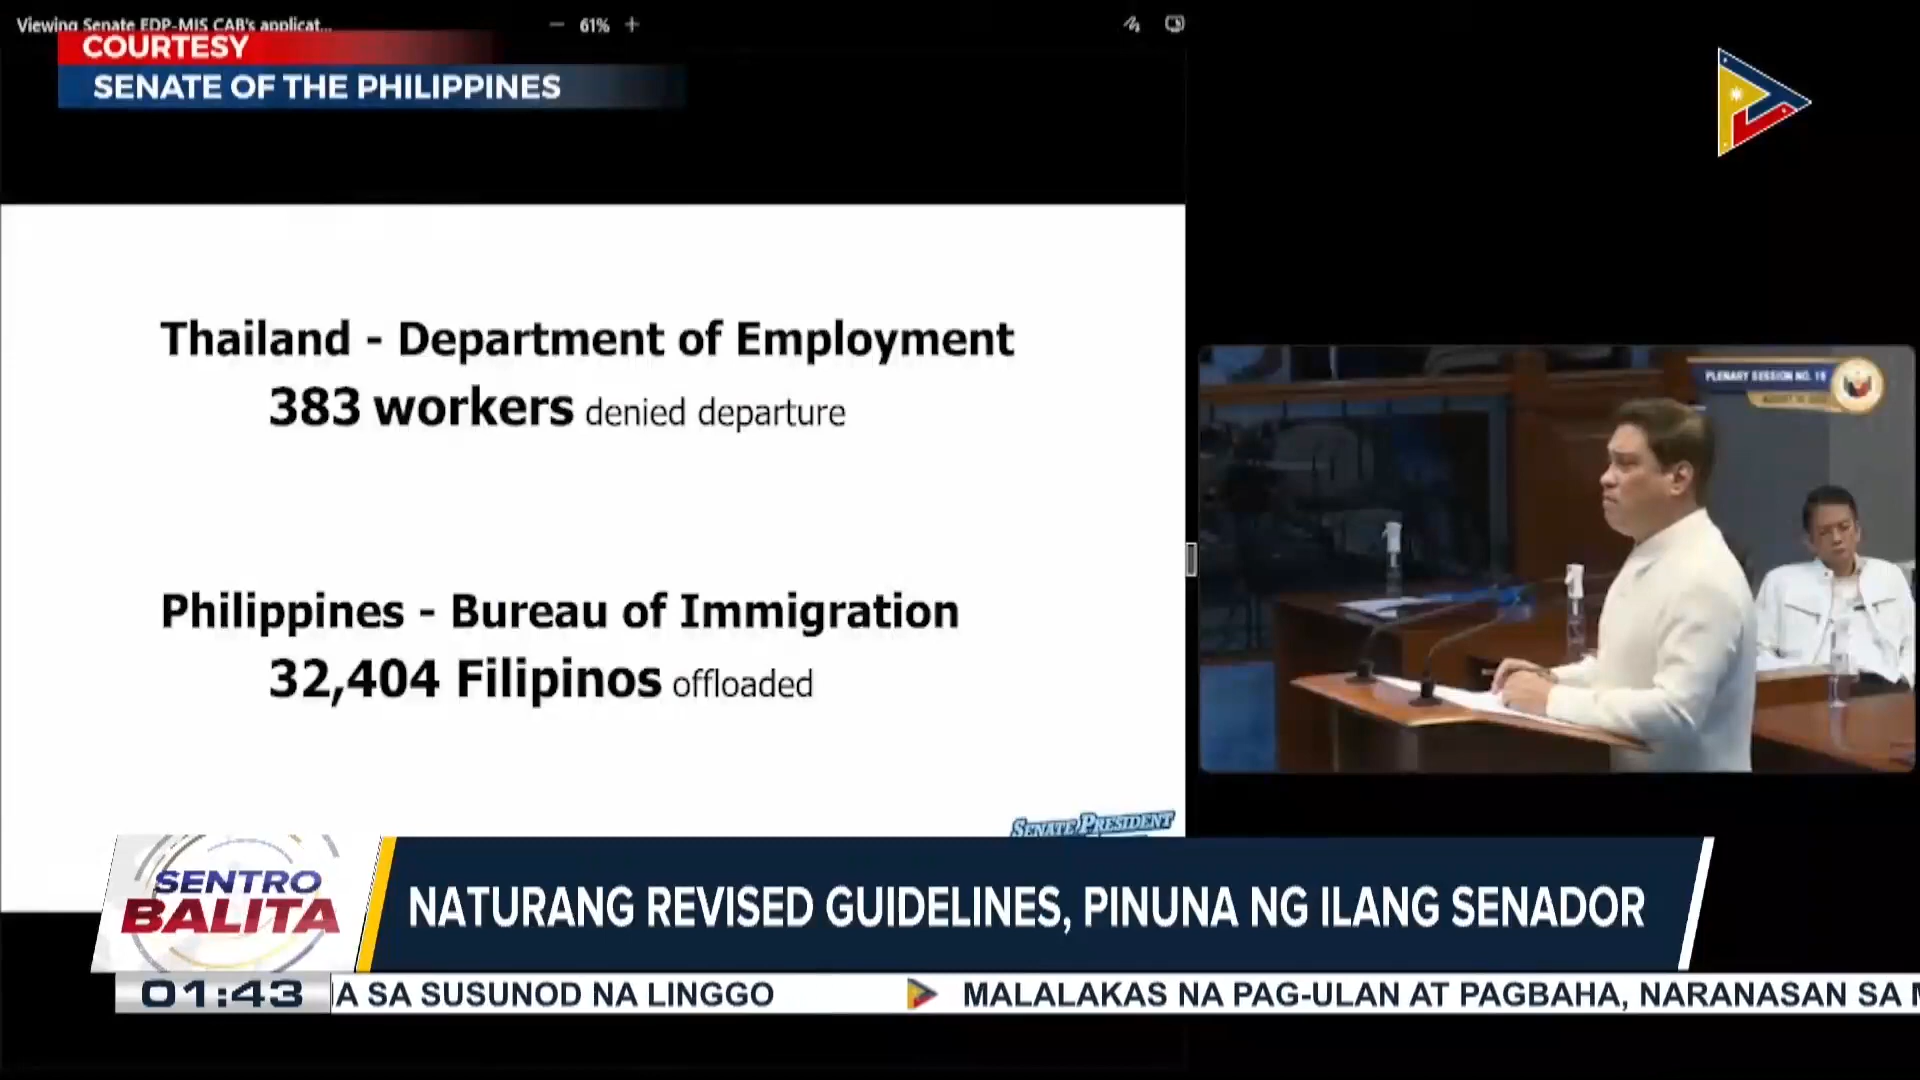 Viewing Senate EDP-MIS CAB's applicat...
61%
COURTESY
SENATE OF THE PHILIPPINES
Thailand - Department of Employment
383 workers denied departure
Philippines - Bureau of Immigration
32,404 Filipinos offloaded
SENATE PRESIDENT
PLENARY SESSION NO.
SENTRO
BALITA
NATURANG REVISED GUIDELINES, PINUNA NG ILANG SENADOR
01:43
A SA SUSUNOD NA LINGGO
MALALAKAS NA PAG-ULAN AT PAGBAHA, NARANASAN SA